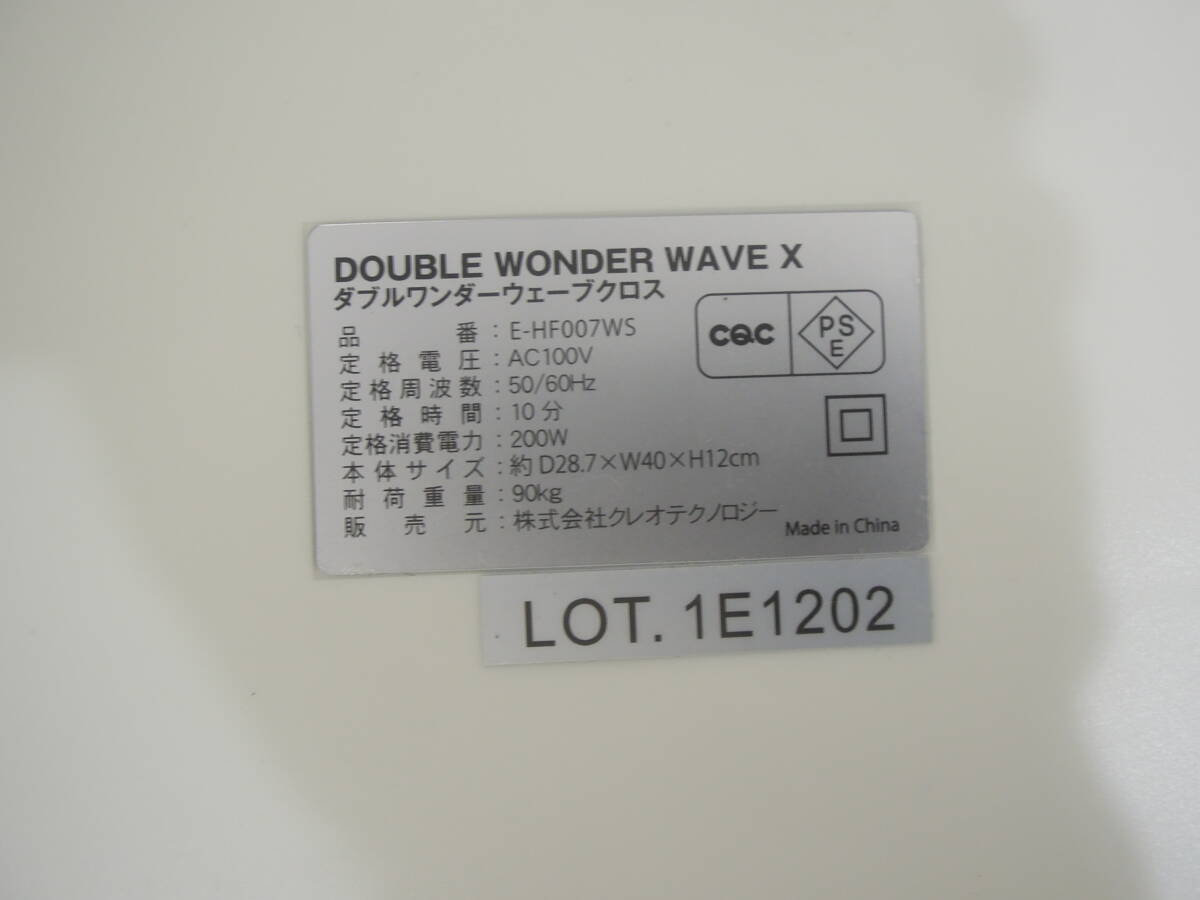 DOUBLE WONDER WAVE X
ダブルワンダーウェーブクロス
品番：E-HF007WS
定格電圧：AC100V
定格周波数：50/60Hz
定格時間：10分
定格消費電力：200W
本体サイズ：約D28.7×W40×H12cm
耐荷重量：90kg
販売元：株式会社クレオテクノロジー
CQC
PS
E
Made in China
LOT. 1E1202